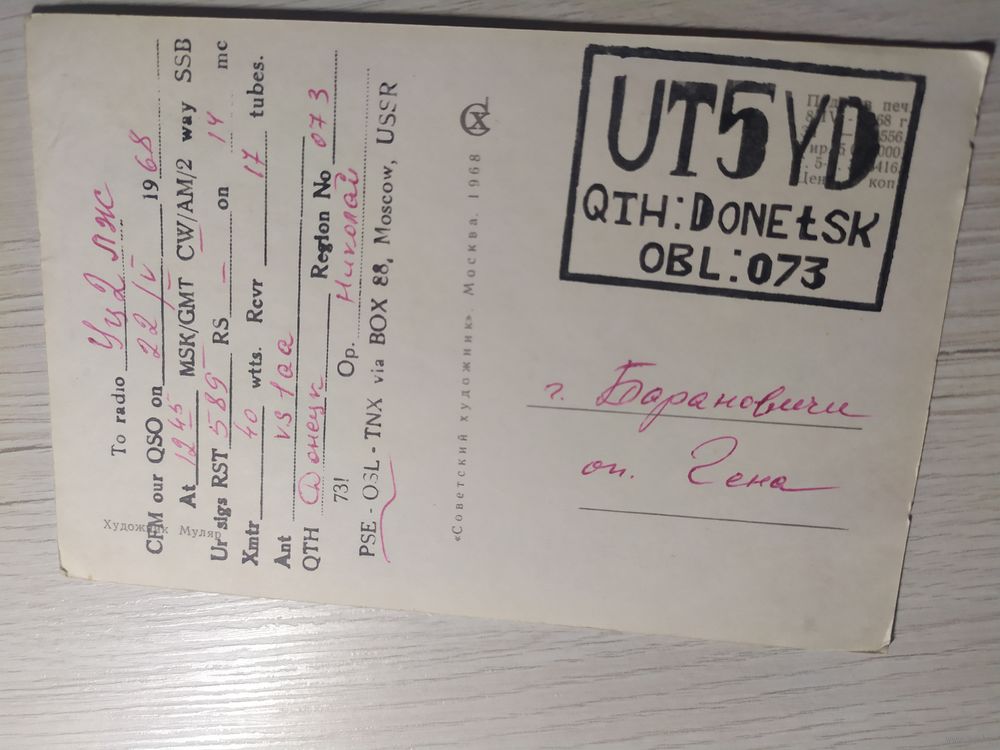 To radio Уц2 ЛЖ
CFM our QSO on 22/V 1968
At 1245 MSK/GMT CW/AM/2 way SSB
Ur sigs RST 589 RS – on 14 mc
Xmtr 40 wtts. Rcvr 17 tubes.
Ant VS1aa
QTH Донецк Region No 073
73! Op. Николай
PSE - QSL - TNX via BOX 88, Moscow, USSR
Художник Муляр
«Советский художник». Москва. 1968
UT5YD
QTH:DONEtSK
OBL:073
г. Барановичи
оп. Гена